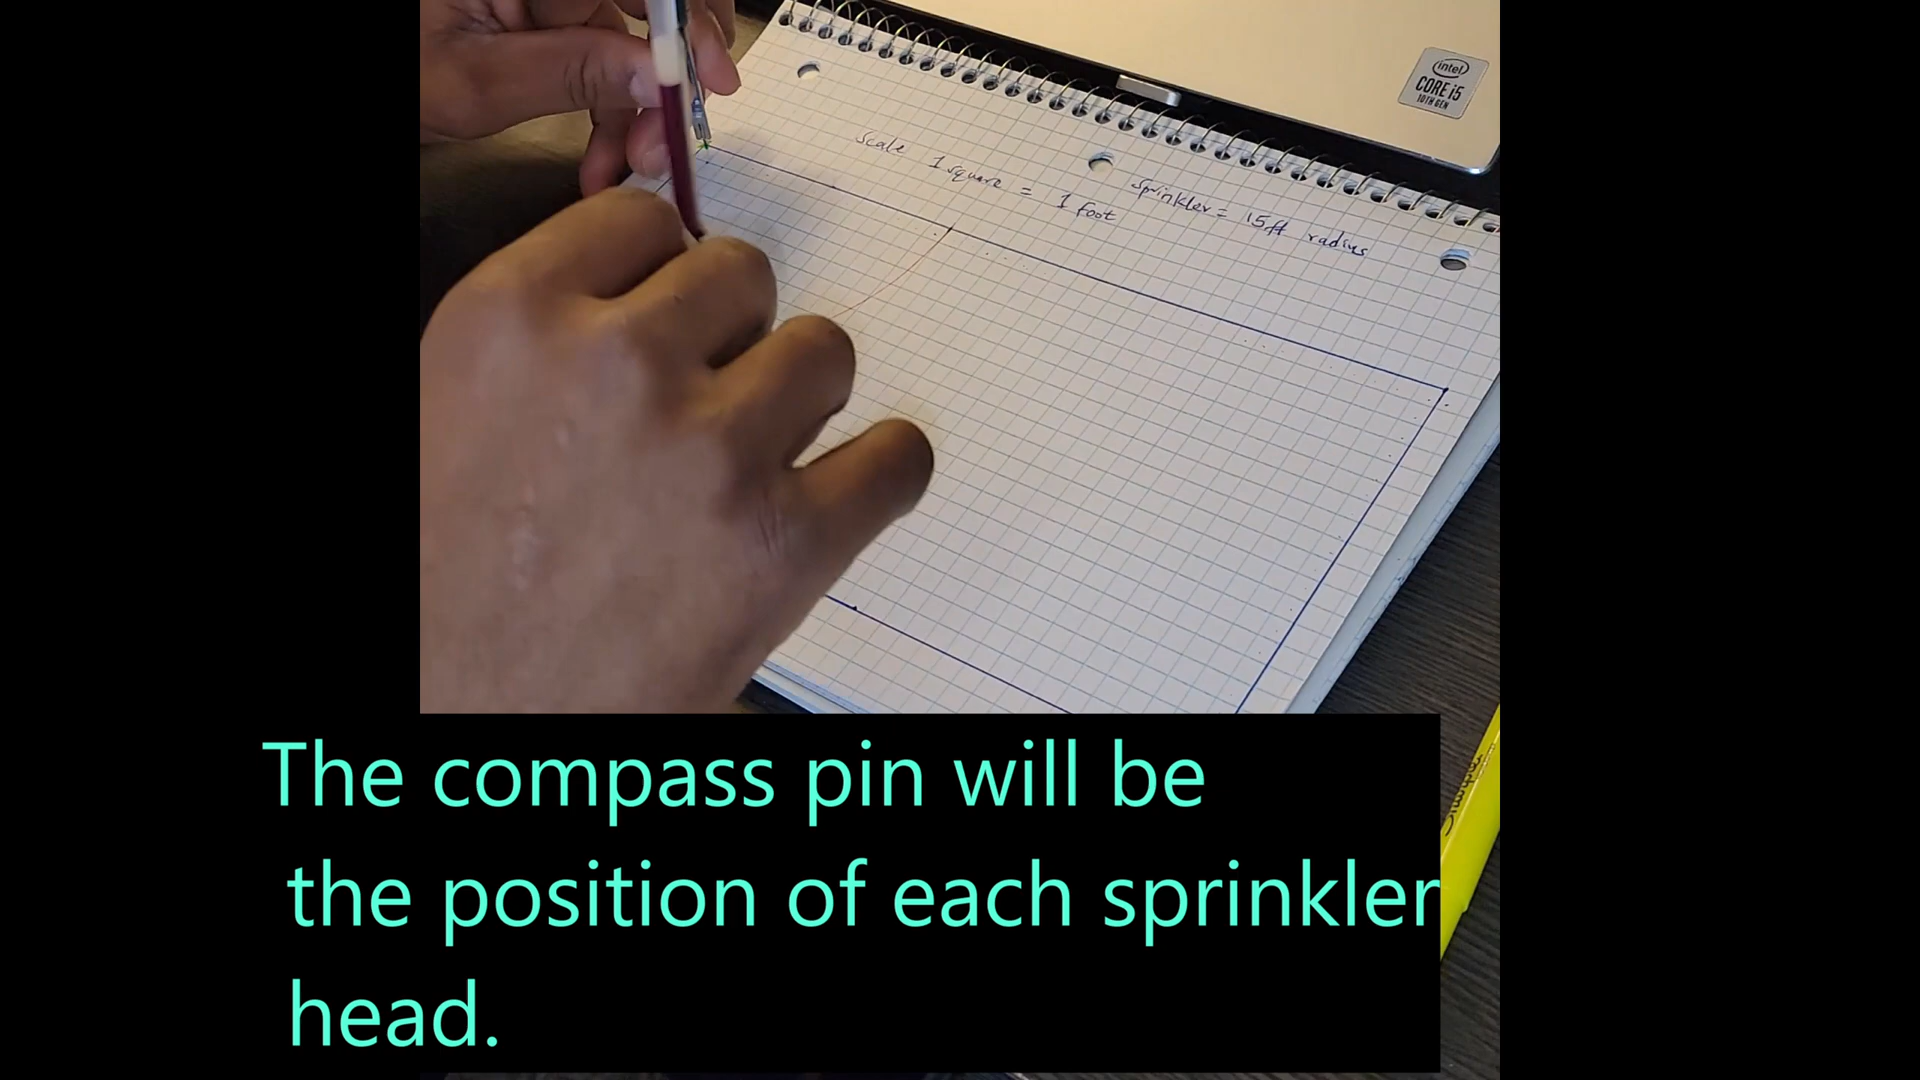 intel
CORE i5
10TH GEN
Scale 1 square = 1 foot
Sprinkler = 15ft radius
The compass pin will be
the position of each sprinkler
head.